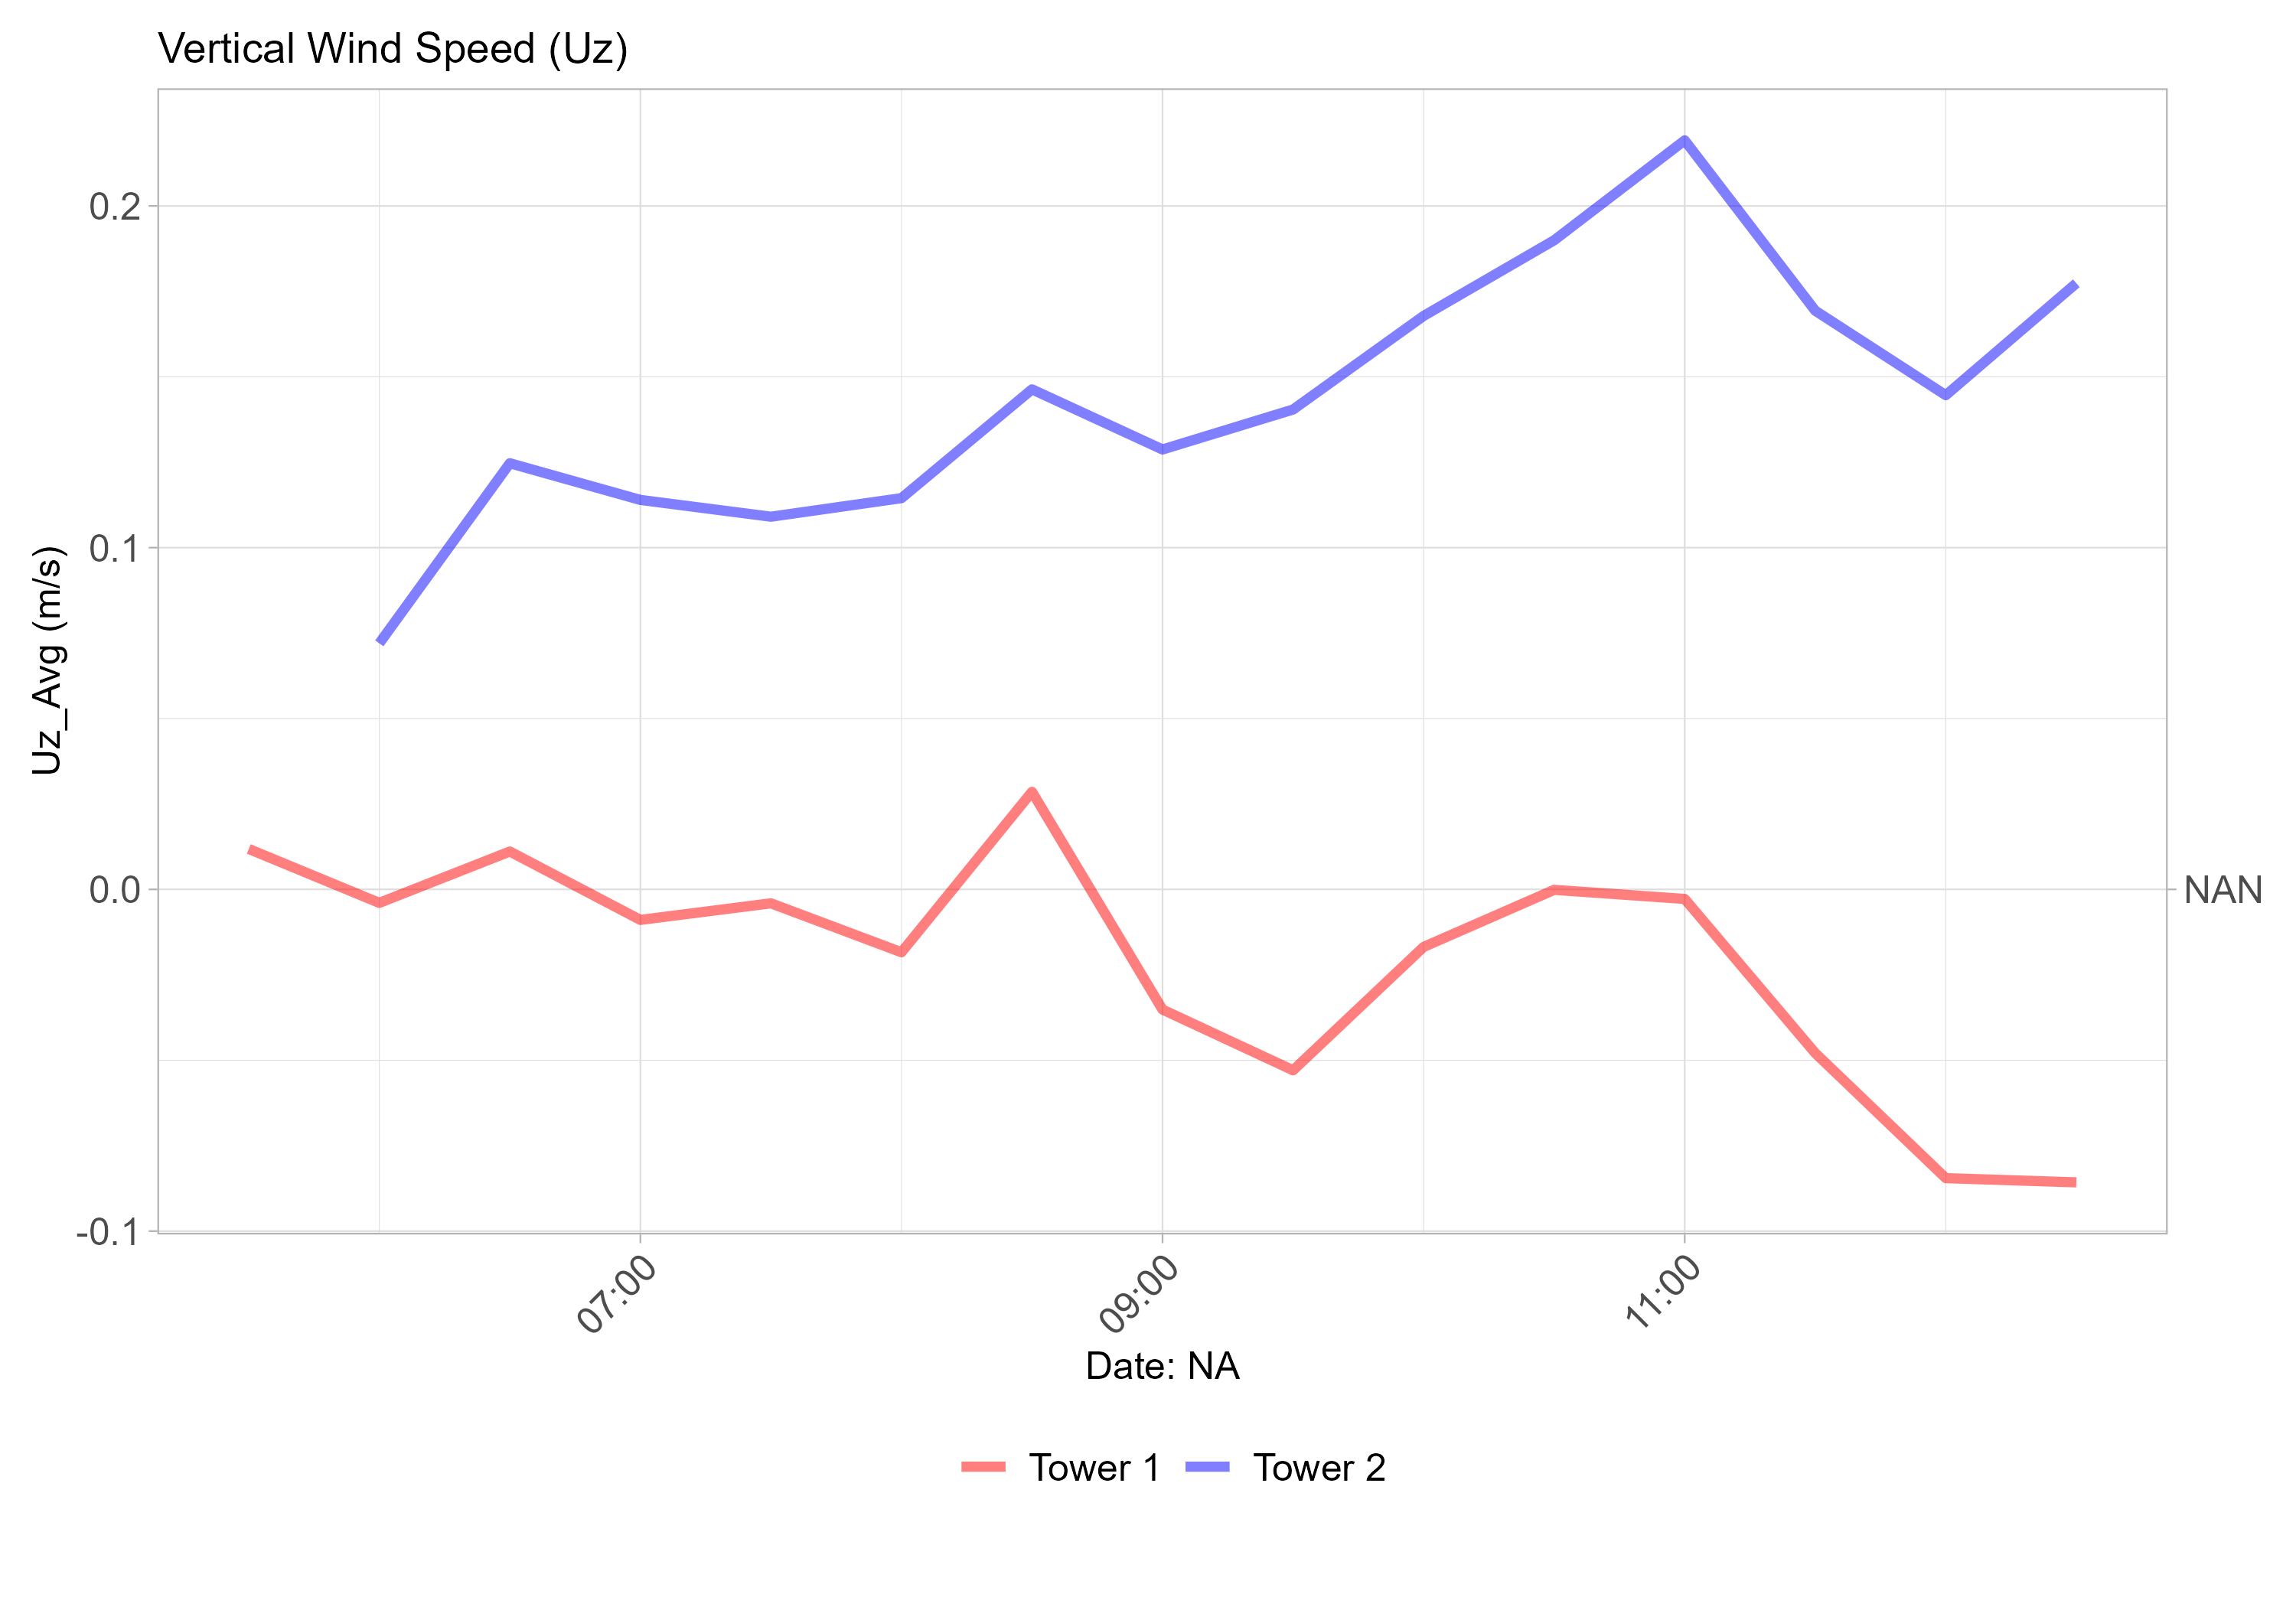 Vertical Wind Speed (Uz)
Uz_Avg (m/s)
0.2
0.1
0.0
-0.1
NAN
07:00
09:00
11:00
Date: NA
Tower 1
Tower 2